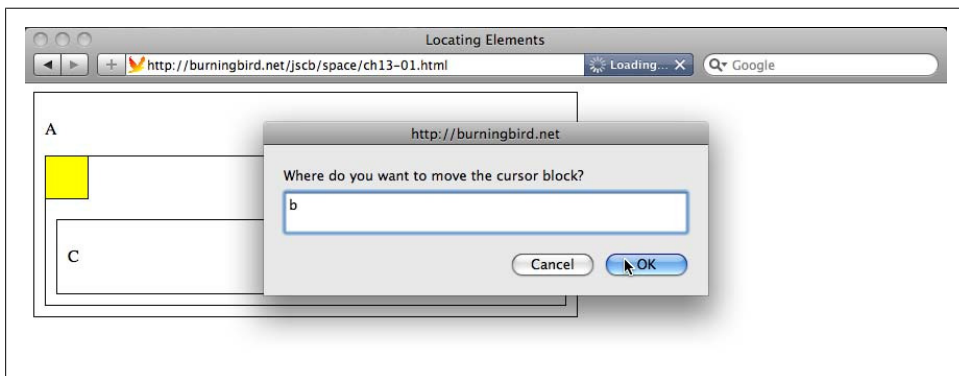 Locating Elements
http://burningbird.net/jscb/space/ch13-01.html
Loading...
Google
A
http://burningbird.net
Where do you want to move the cursor block?
b
C
Cancel
OK